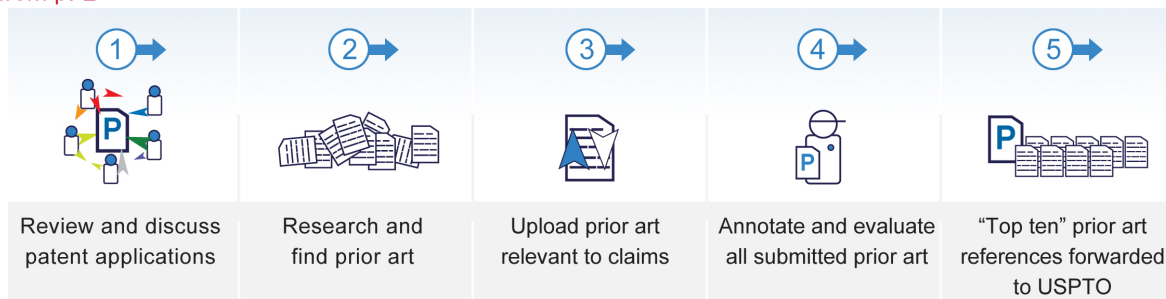 1
2
3
4
5
P
P
P
Review and discuss
patent applications
Research and
find prior art
Upload prior art
relevant to claims
Annotate and evaluate
all submitted prior art
“Top ten” prior art
references forwarded
to USPTO